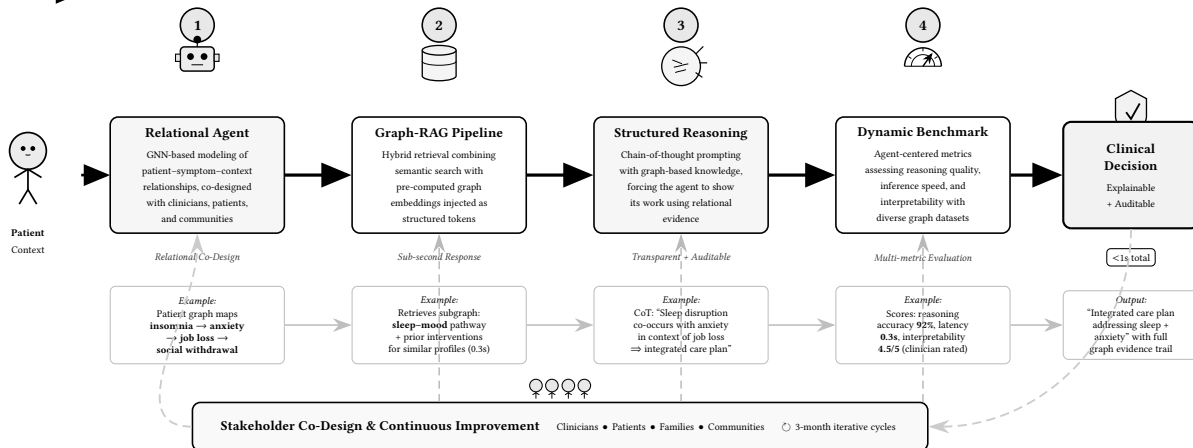 1
2
3
4
Relational Agent
GNN-based modeling of
patient–symptom–context
relationships, co-designed
with clinicians, patients,
and communities
Graph-RAG Pipeline
Hybrid retrieval combining
semantic search with
pre-computed graph
embeddings injected as
structured tokens
Structured Reasoning
Chain-of-thought prompting
with graph-based knowledge,
forcing the agent to show
its work using relational
evidence
Dynamic Benchmark
Agent-centered metrics
assessing reasoning quality,
inference speed, and
interpretability with
diverse graph datasets
Clinical
Decision
Explainable
+ Auditable
Patient
Context
Relational Co-Design
Sub-second Response
Transparent + Auditable
Multi-metric Evaluation
<1s total
Example:
Patient graph maps
insomnia → anxiety
→ job loss →
social withdrawal
Example:
Retrieves subgraph:
sleep–mood pathway
+ prior interventions
for similar profiles (0.3s)
Example:
CoT: “Sleep disruption
co-occurs with anxiety
in context of job loss
⇒ integrated care plan”
Example:
Scores: reasoning
accuracy 92%, latency
0.3s, interpretability
4.5/5 (clinician rated)
Output:
“Integrated care plan
addressing sleep +
anxiety” with full
graph evidence trail
Stakeholder Co-Design & Continuous Improvement Clinicians • Patients • Families • Communities ↻ 3-month iterative cycles